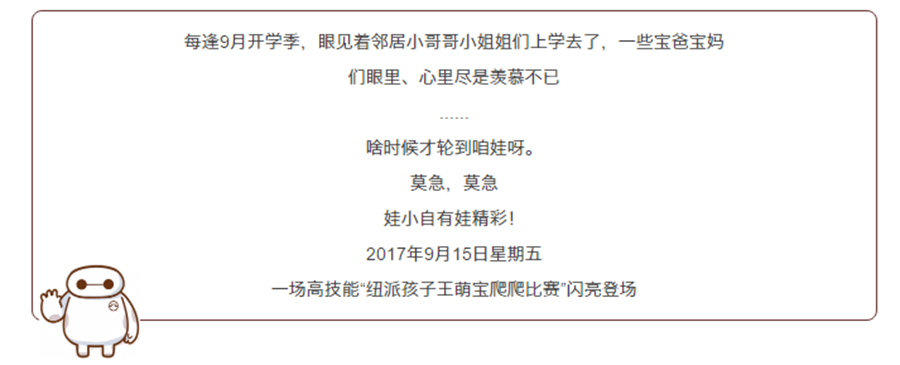 每逢9月开学季，眼见着邻居小哥哥小姐姐们上学去了，一些宝爸宝妈
们眼里、心里尽是羡慕不已
......
啥时候才轮到咱娃呀。
莫急，莫急
娃小自有娃精彩！
2017年9月15日星期五
一场高技能“纽派孩子王萌宝爬爬比赛”闪亮登场